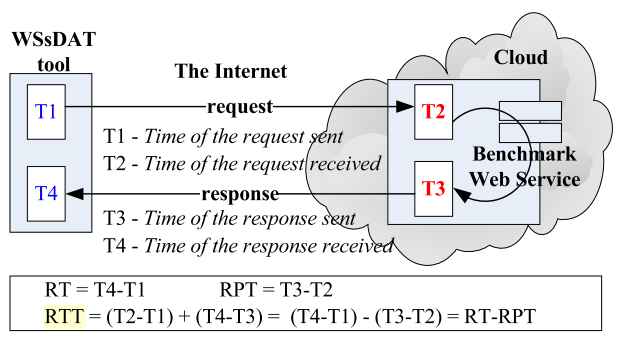 WSsDAT
tool
The Internet
Cloud
T1
request
T2
T1 - Time of the request sent
T2 - Time of the request received
Benchmark
Web Service
T4
response
T3
T3 - Time of the response sent
T4 - Time of the response received
RT = T4-T1 RPT = T3-T2
RTT = (T2-T1) + (T4-T3) = (T4-T1) - (T3-T2) = RT-RPT